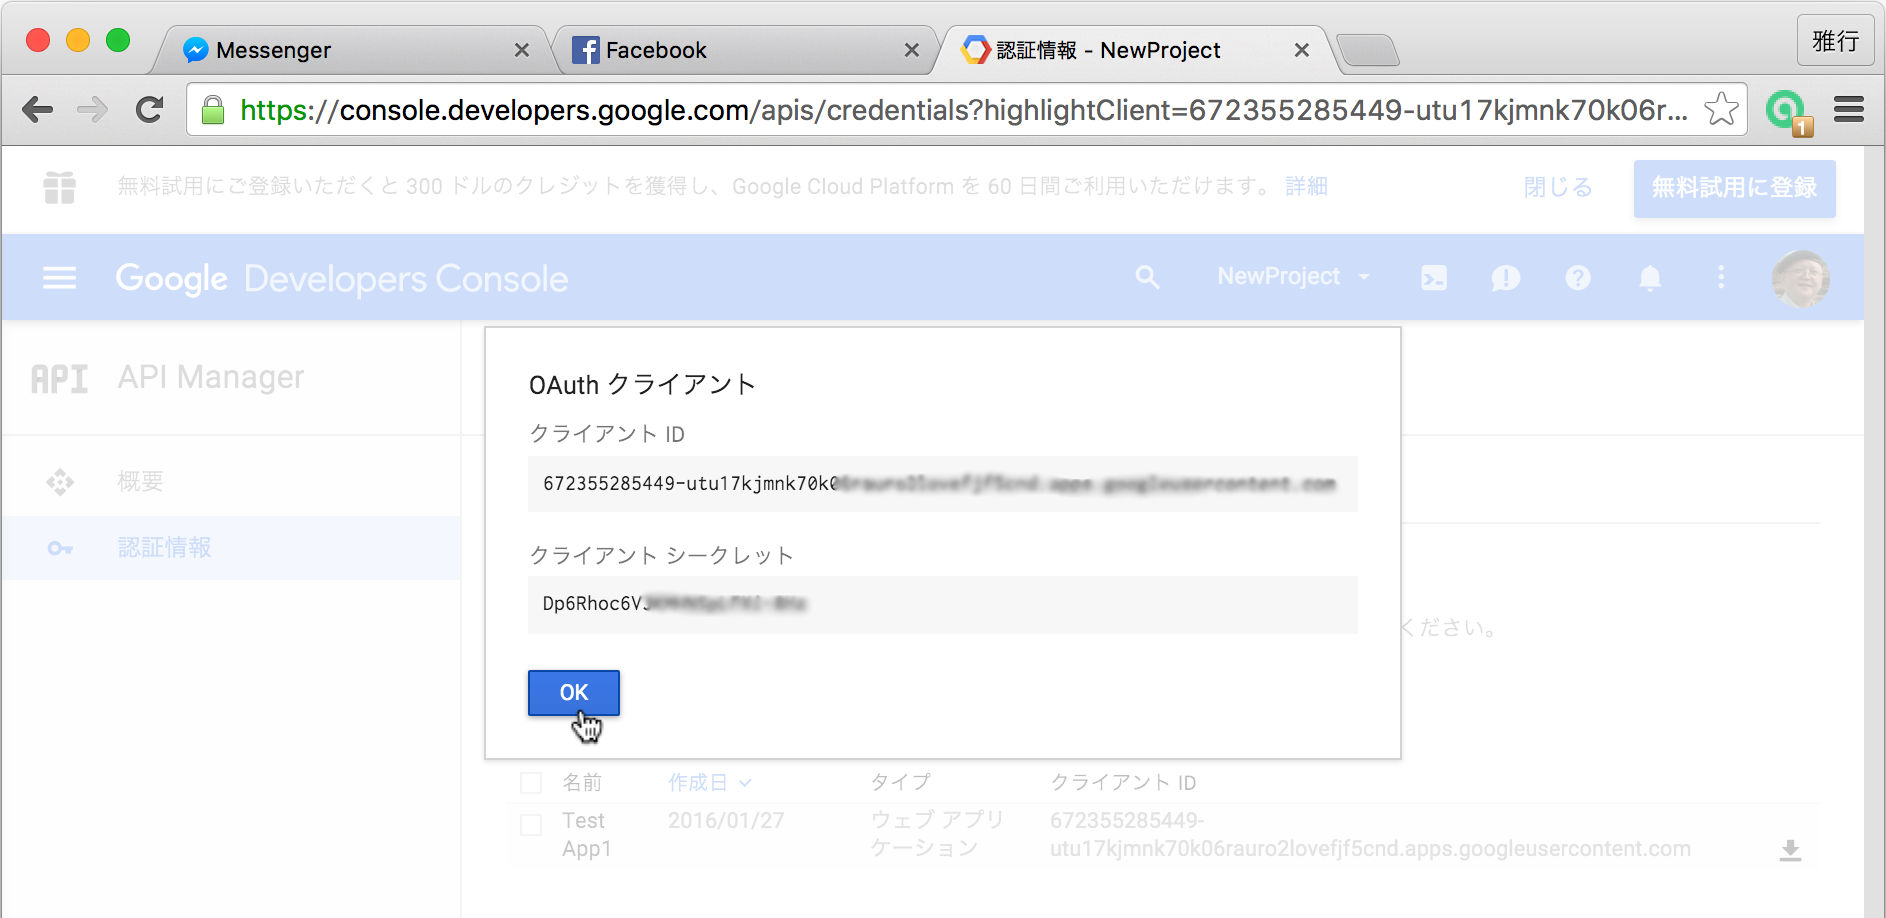 Messenger
Facebook
認証情報 - NewProject
雅行
https://console.developers.google.com/apis/credentials?highlightClient=672355285449-utu17kjmnk70k06r...
1
無料試用にご登録いただくと 300 ドルのクレジットを獲得し、Google Cloud Platform を 60 日間ご利用いただけます。 詳細
閉じる
無料試用に登録
Google Developers Console
NewProject
API API Manager
概要
認証情報
OAuth クライアント
クライアント ID
672355285449-utu17kjmnk70k
クライアント シークレット
Dp6Rhoc6V
OK
ください。
名前
作成日
タイプ
クライアント ID
Test
App1
2016/01/27
ウェブ アプリ
ケーション
672355285449-
utu17kjmnk70k06rauro2lovefjf5cnd.apps.googleusercontent.com